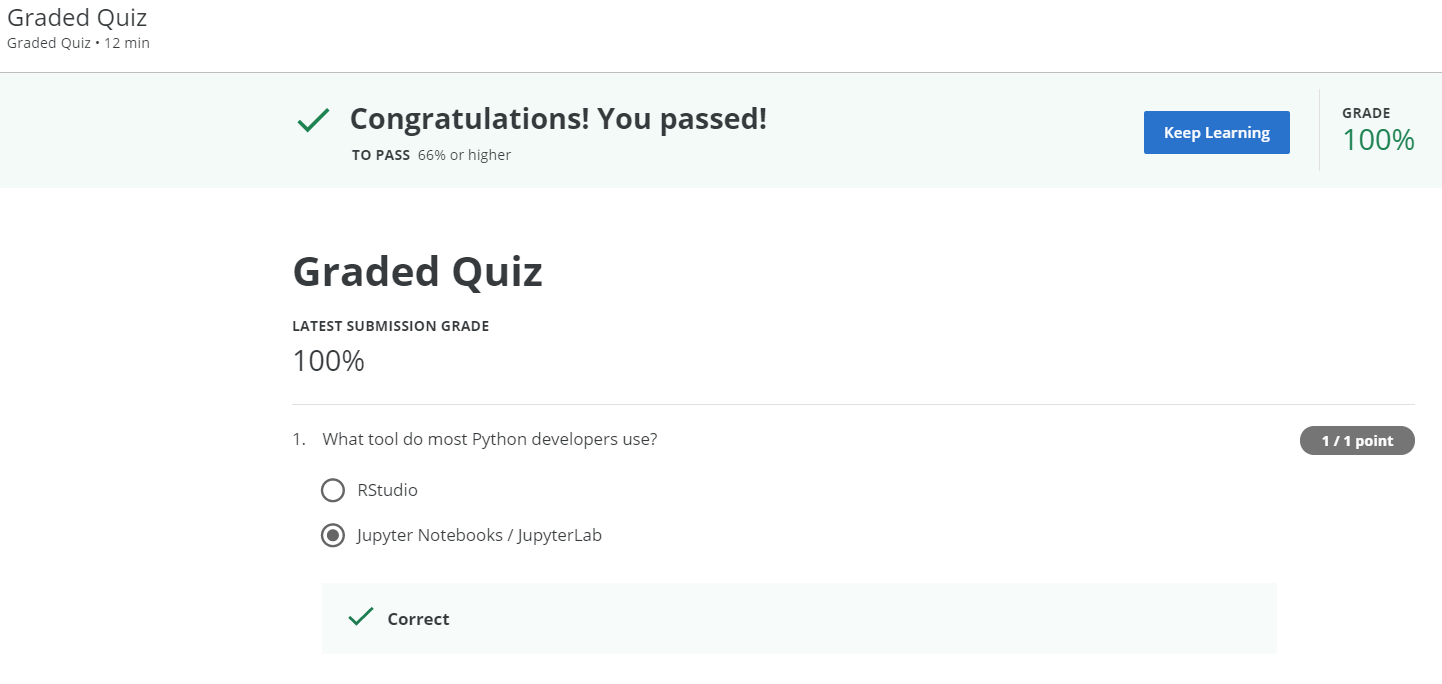 Graded Quiz
Graded Quiz • 12 min
Congratulations! You passed!
TO PASS 66% or higher
Keep Learning
GRADE
100%
Graded Quiz
LATEST SUBMISSION GRADE
100%
1. What tool do most Python developers use?
1 / 1 point
RStudio
Jupyter Notebooks / JupyterLab
Correct